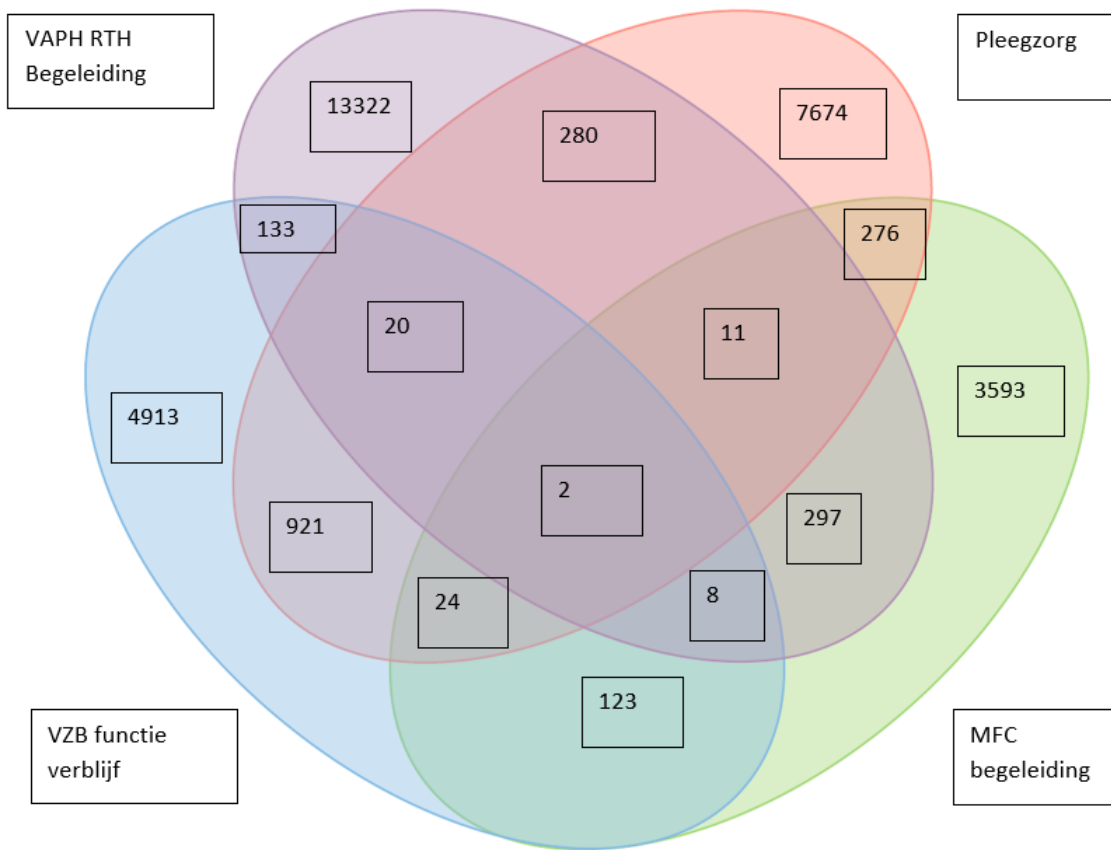 VAPH RTH
Begeleiding
Pleegzorg
13322
280
7674
133
276
20
11
4913
3593
2
921
297
24
8
123
VZB functie
verblijf
MFC
begeleiding